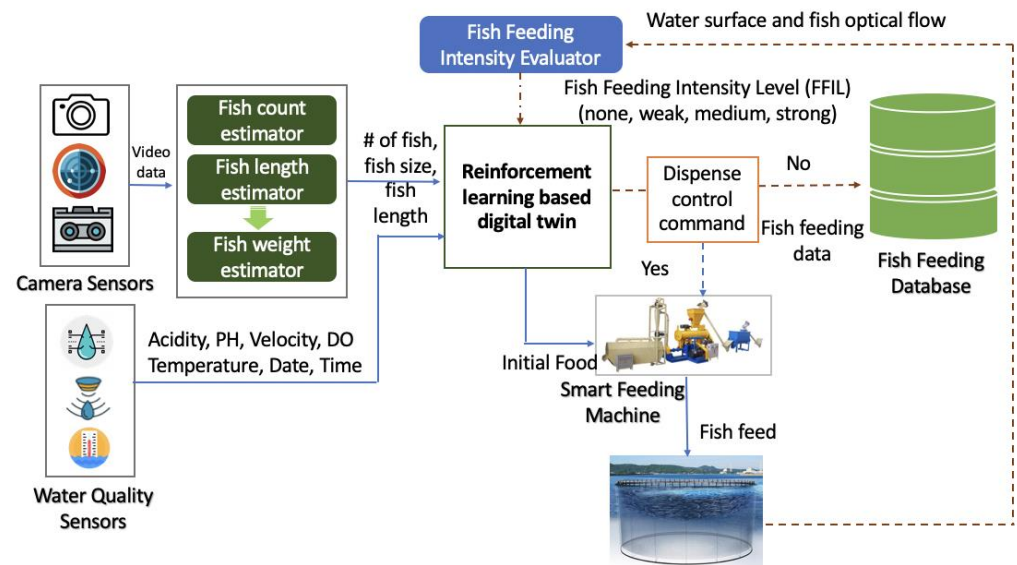 Water surface and fish optical flow
Fish Feeding
Intensity Evaluator
Fish Feeding Intensity Level (FFIL)
(none, weak, medium, strong)
Video
data
Camera Sensors
Fish count
estimator
Fish length
estimator
Fish weight
estimator
# of fish,
fish size,
fish
length
Reinforcement
learning based
digital twin
Dispense
control
command
No
Fish feeding
data
Yes
Fish Feeding
Database
Acidity, PH, Velocity, DO
Temperature, Date, Time
Water Quality
Sensors
Initial Food
Smart Feeding
Machine
Fish feed